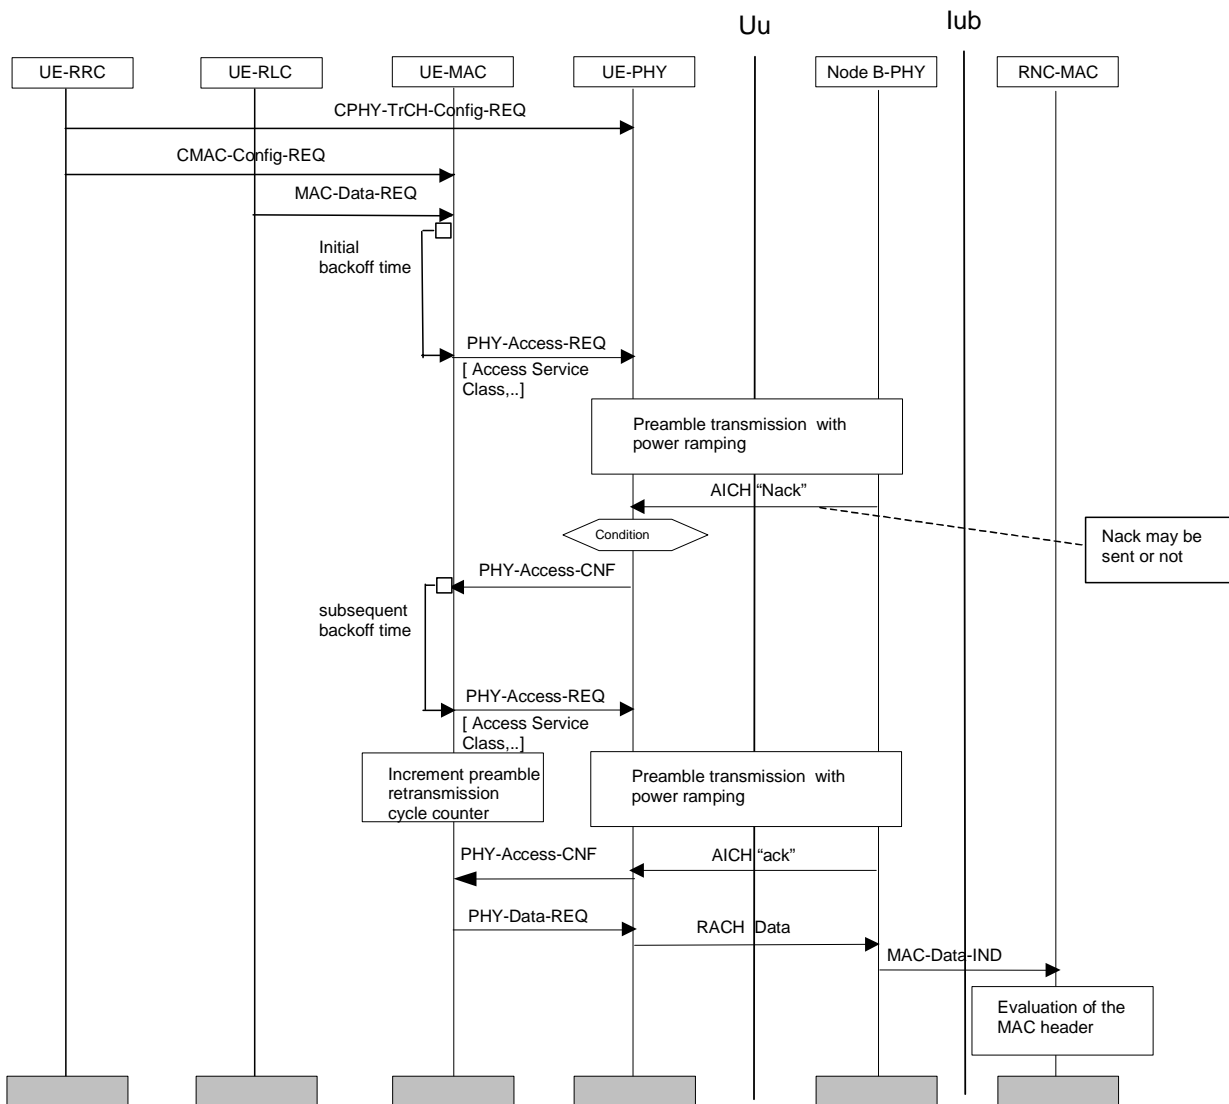 Uu
Iub
UE-RRC
UE-RLC
UE-MAC
UE-PHY
Node B-PHY
RNC-MAC
CPHY-TrCH-Config-REQ
CMAC-Config-REQ
MAC-Data-REQ
Initial
backoff time
PHY-Access-REQ
[ Access Service
Class,..]
Preamble transmission with
power ramping
AICH “Nack”
Condition
Nack may be
sent or not
PHY-Access-CNF
subsequent
backoff time
PHY-Access-REQ
[ Access Service
Class,..]
Increment preamble
retransmission
cycle counter
Preamble transmission with
power ramping
PHY-Access-CNF
AICH “ack”
PHY-Data-REQ
RACH Data
MAC-Data-IND
Evaluation of the
MAC header